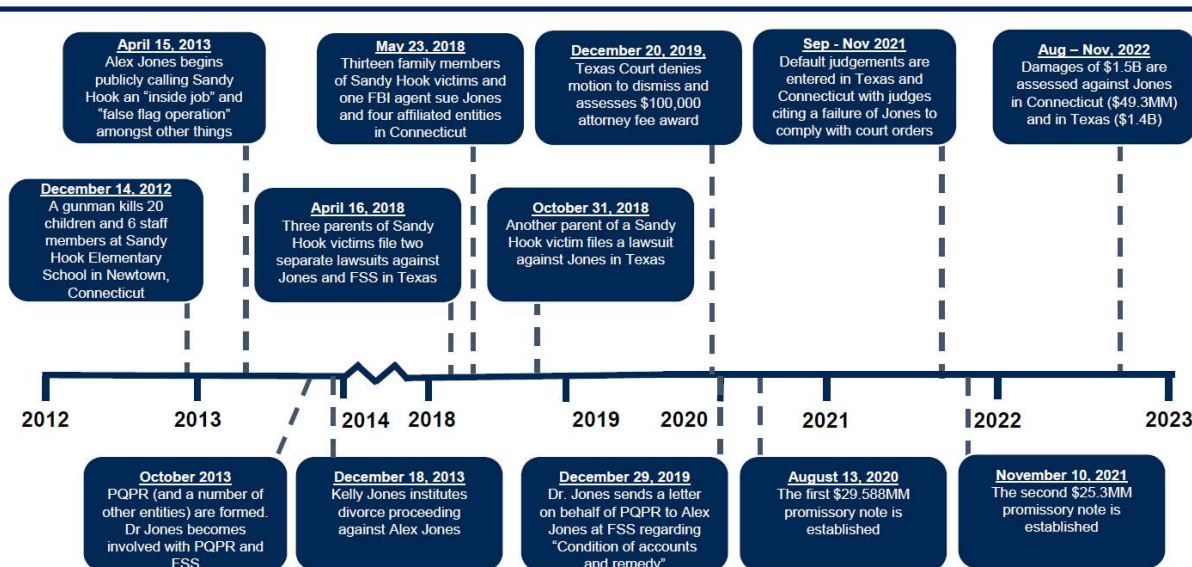 April 15, 2013
Alex Jones begins
publicly calling Sandy
Hook an “inside job” and
“false flag operation”
amongst other things
May 23, 2018
Thirteen family members
of Sandy Hook victims and
one FBI agent sue Jones
and four affiliated entities
in Connecticut
December 20, 2019,
Texas Court denies
motion to dismiss and
assesses $100,000
attorney fee award
Sep - Nov 2021
Default judgements are
entered in Texas and
Connecticut with judges
citing a failure of Jones to
comply with court orders
Aug – Nov, 2022
Damages of $1.5B are
assessed against Jones
in Connecticut ($49.3MM)
and in Texas ($1.4B)
December 14, 2012
A gunman kills 20
children and 6 staff
members at Sandy
Hook Elementary
School in Newtown,
Connecticut
April 16, 2018
Three parents of Sandy
Hook victims file two
separate lawsuits against
Jones and FSS in Texas
October 31, 2018
Another parent of a Sandy
Hook victim files a lawsuit
against Jones in Texas
2012
2013
2014
2018
2019
2020
2021
2022
2023
October 2013
PQPR (and a number of
other entities) are formed.
Dr Jones becomes
involved with PQPR and
FSS
December 18, 2013
Kelly Jones institutes
divorce proceeding
against Alex Jones
December 29, 2019
Dr. Jones sends a letter
on behalf of PQPR to Alex
Jones at FSS regarding
“Condition of accounts
and remedy”
August 13, 2020
The first $29.588MM
promissory note is
established
November 10, 2021
The second $25.3MM
promissory note is
established